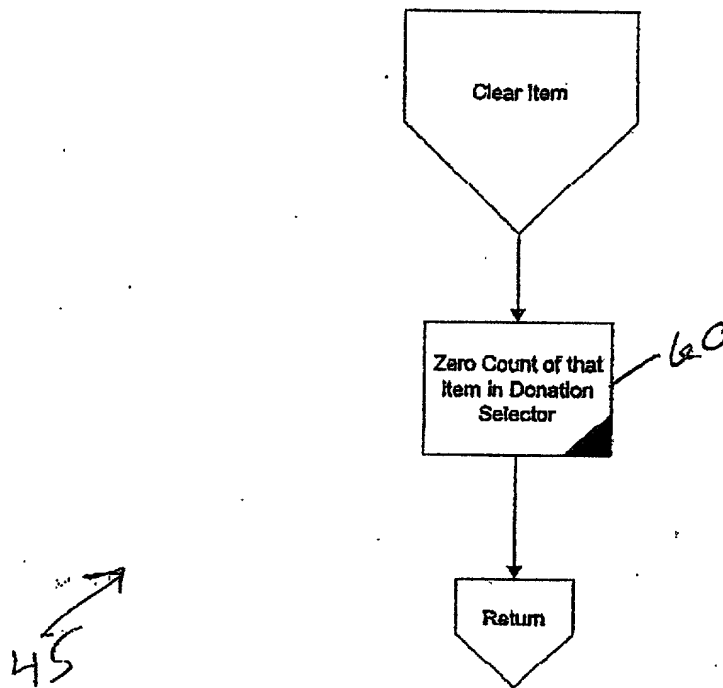 Clear Item
Zero Count of that
Item in Donation
Selector
60
Return
45